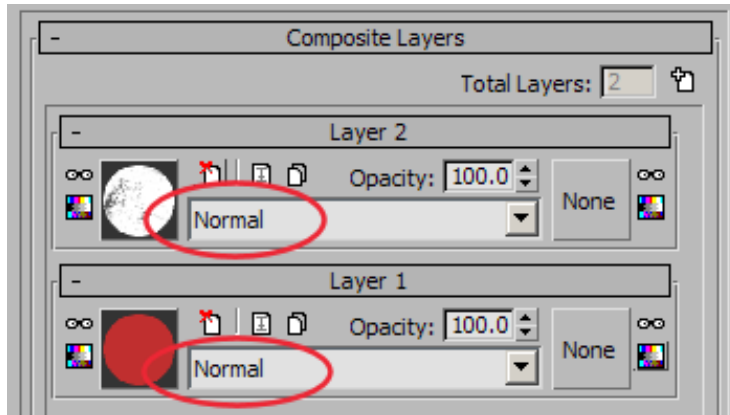 - Composite Layers
Total Layers: 2
- Layer 2
Opacity: 100.0
None
Normal
- Layer 1
Opacity: 100.0
None
Normal